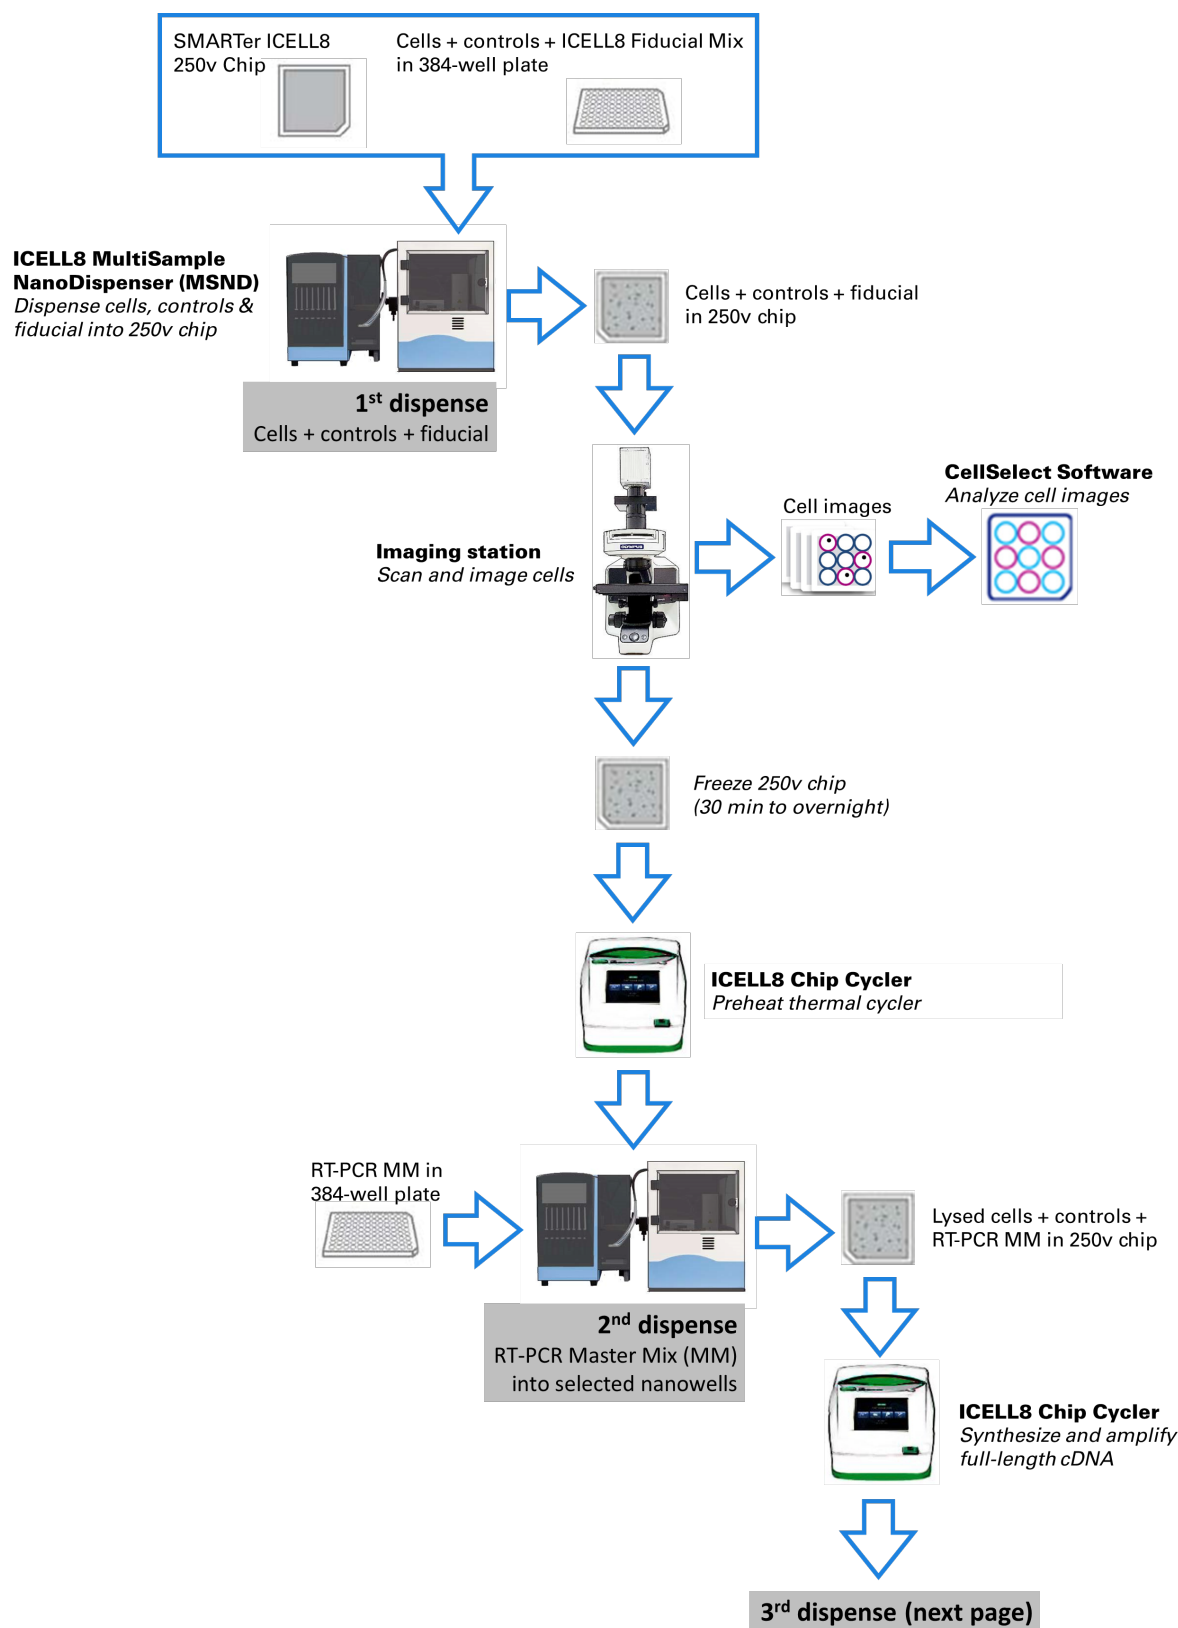 SMARTer ICELL8
250v Chip
Cells + controls + ICELL8 Fiducial Mix
in 384-well plate
ICELL8 MultiSample
NanoDispenser (MSND)
Dispense cells, controls &
fiducial into 250v chip
Cells + controls + fiducial
in 250v chip
1st dispense
Cells + controls + fiducial
CellSelect Software
Analyze cell images
Cell images
Imaging station
Scan and image cells
Freeze 250v chip
(30 min to overnight)
ICELL8 Chip Cycler
Preheat thermal cycler
RT-PCR MM in
384-well plate
Lysed cells + controls +
RT-PCR MM in 250v chip
2nd dispense
RT-PCR Master Mix (MM)
into selected nanowells
ICELL8 Chip Cycler
Synthesize and amplify
full-length cDNA
3rd dispense (next page)